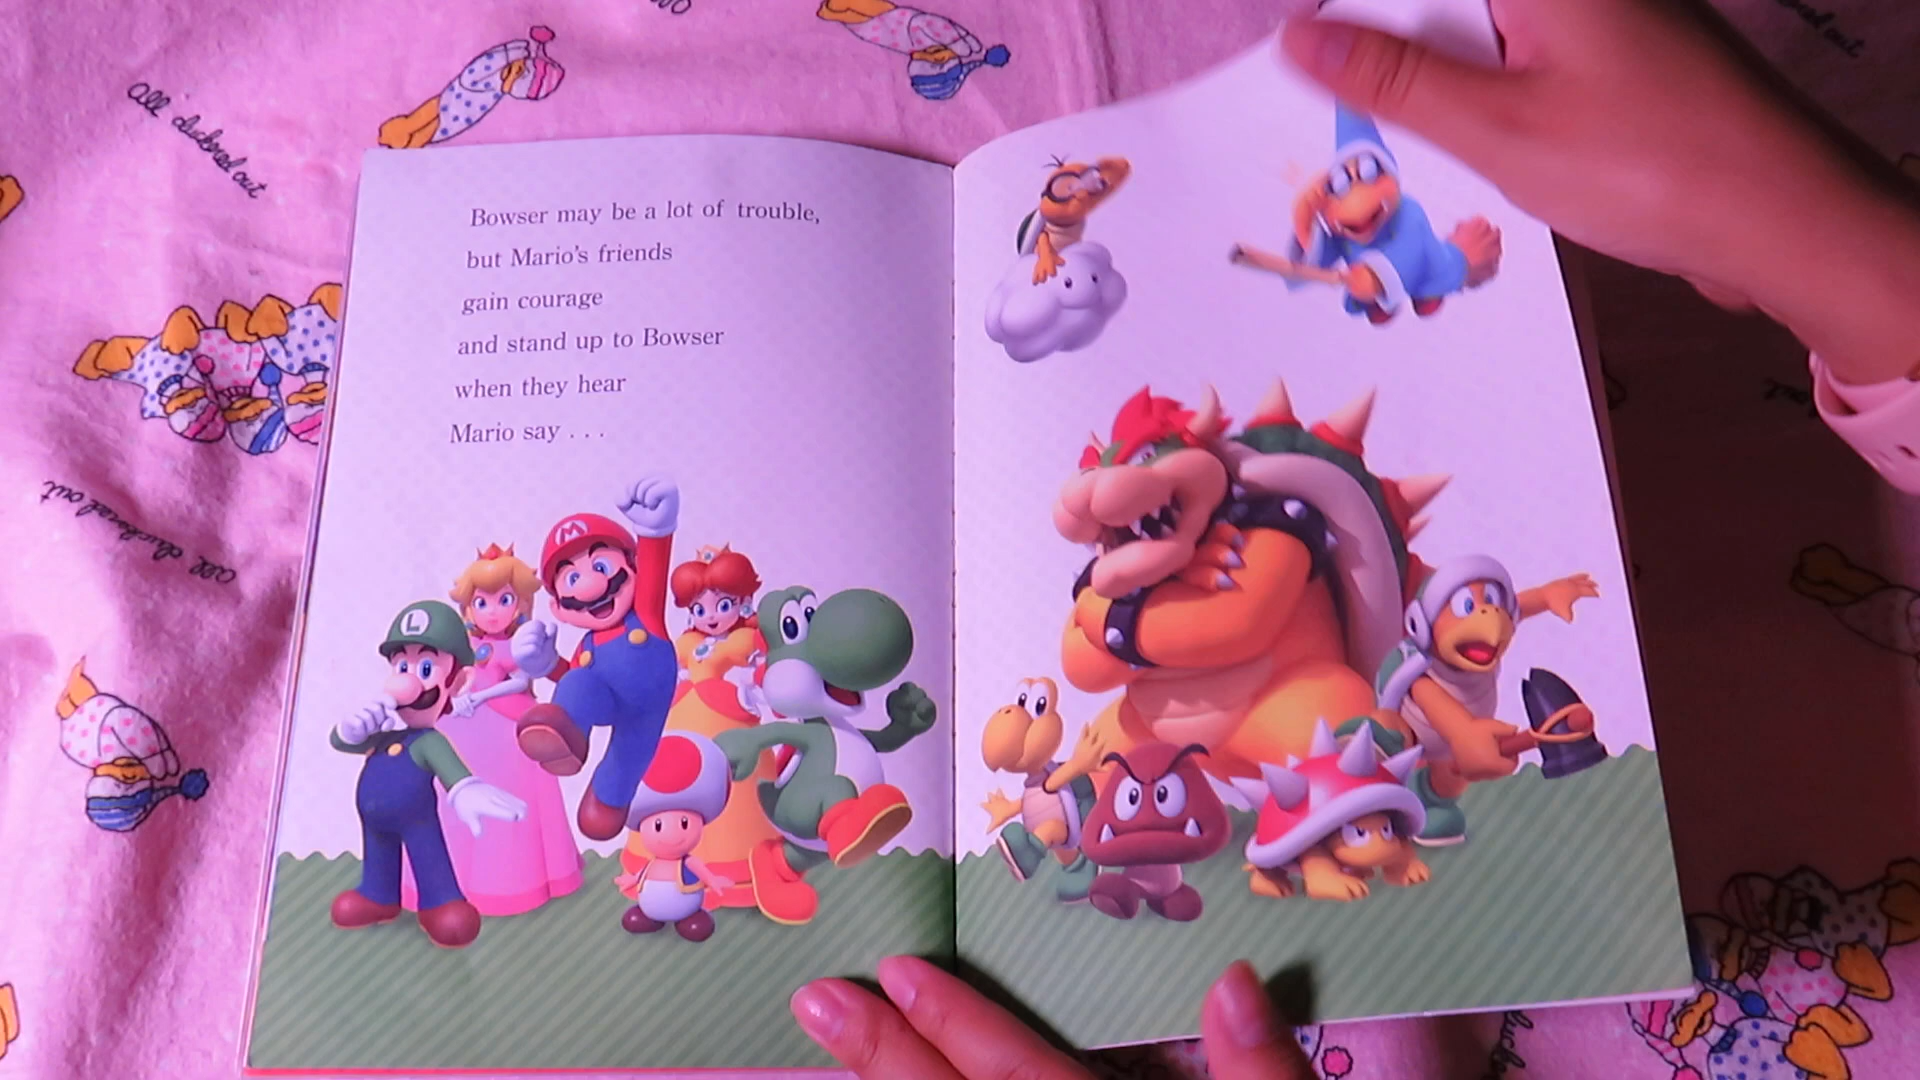 all duckered out
Bowser may be a lot of trouble,
but Mario's friends
gain courage
and stand up to Bowser
when they hear
Mario say . . .
M
L
all duckered out